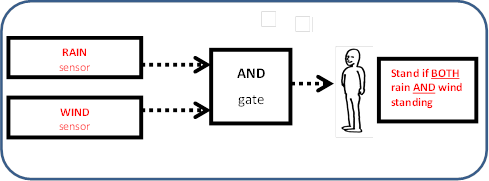 RAIN
sensor
WIND
sensor
AND
gate
Stand if BOTH
rain AND wind
standing